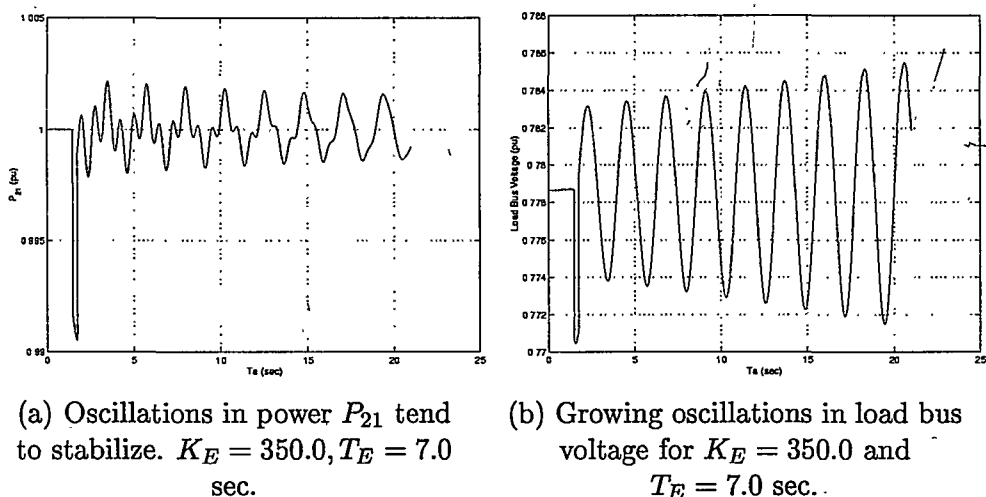 1.005
1
0.995
0.99
P21 (pu)
0 5 10 15 20 25
Ts (sec)
0.788
0.786
0.784
0.782
0.78
0.778
0.776
0.774
0.772
0.77
Load Bus Voltage (pu)
0 5 10 15 20 25
Ts (sec)
(a) Oscillations in power P21 tend
to stabilize. KE = 350.0, TE = 7.0
sec.
(b) Growing oscillations in load bus
voltage for KE = 350.0 and
TE = 7.0 sec.